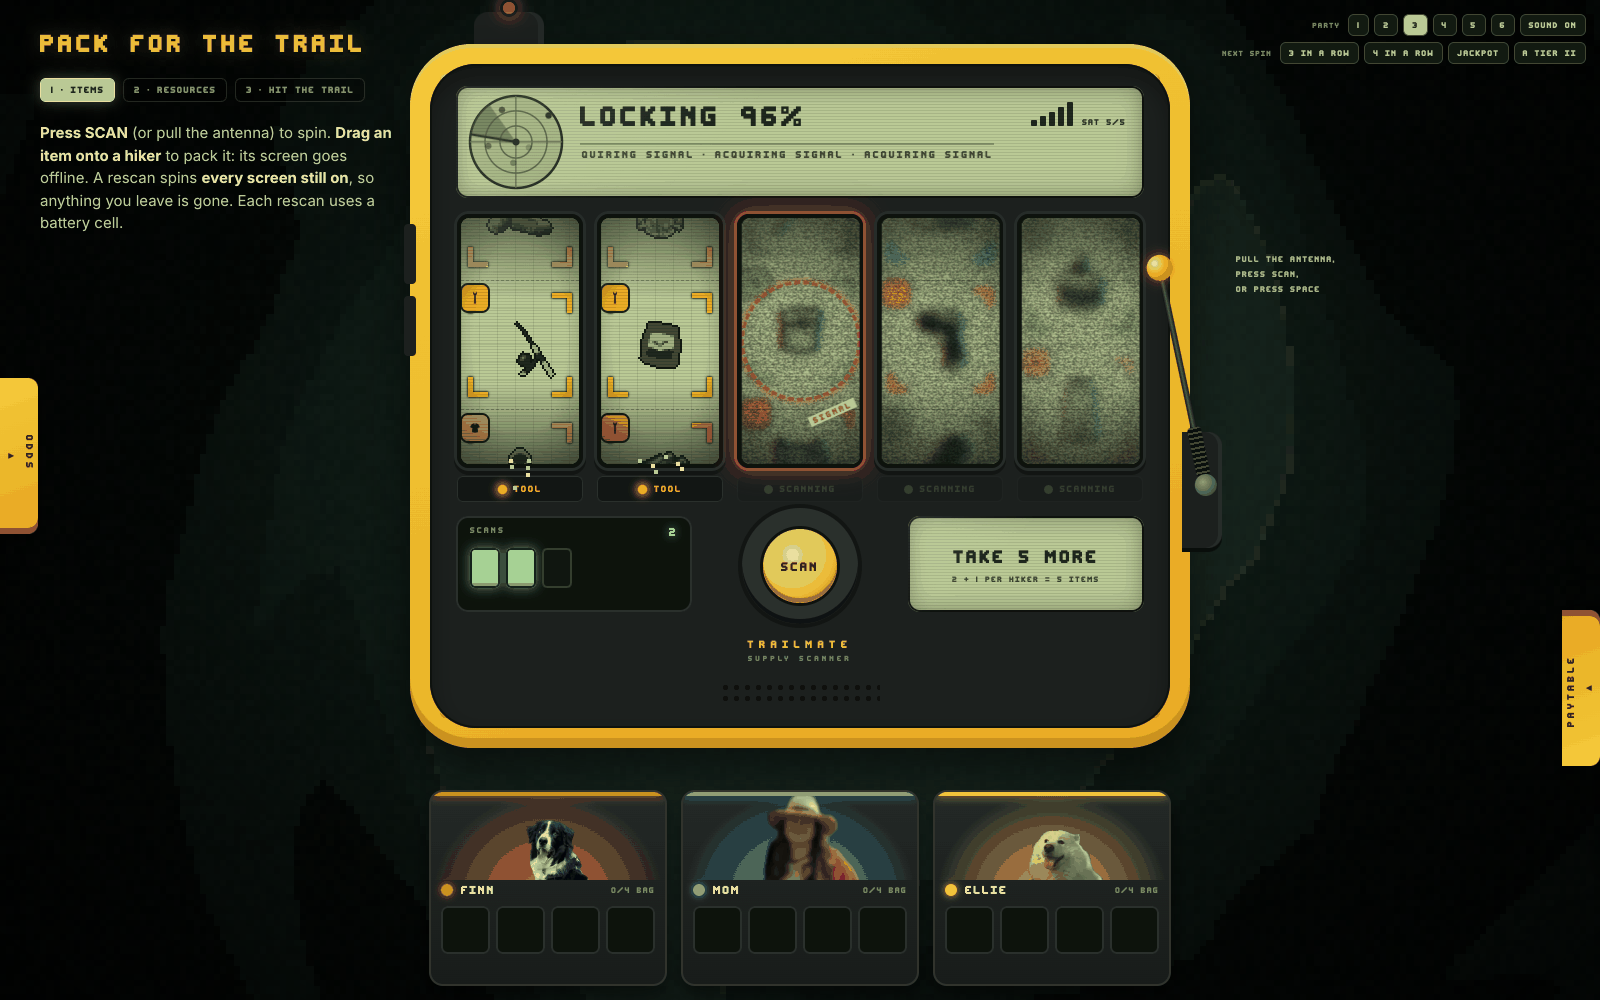 PACK FOR THE TRAIL
1 · ITEMS
2 · RESOURCES
3 · HIT THE TRAIL
Press SCAN (or pull the antenna) to spin. Drag an
item onto a hiker to pack it: its screen goes
offline. A rescan spins every screen still on, so
anything you leave is gone. Each rescan uses a
battery cell.
PARTY 1 2 3 4 5 6 SOUND ON
NEXT SPIN 3 IN A ROW 4 IN A ROW JACKPOT A TIER II
LOCKING 96%
SAT 5/5
QUIRING SIGNAL · ACQUIRING SIGNAL · ACQUIRING SIGNAL
SIGNAL
TOOL
TOOL
SCANNING
SCANNING
SCANNING
PULL THE ANTENNA,
PRESS SCAN,
OR PRESS SPACE
ODDS
PAYTABLE
SCANS
2
SCAN
TAKE 5 MORE
2 + 1 PER HIKER = 5 ITEMS
TRAILMATE
SUPPLY SCANNER
FINN
0/4 BAG
MOM
0/4 BAG
ELLIE
0/4 BAG